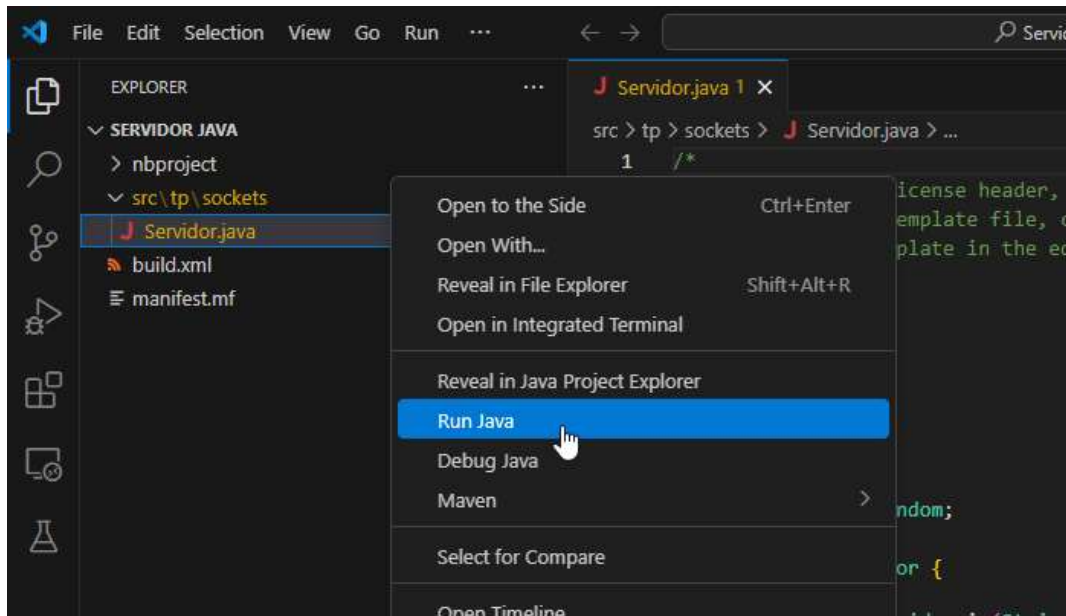 File Edit Selection View Go Run ···
Servi
EXPLORER ···
J Servidor.java 1 ×
SERVIDOR JAVA
src > tp > sockets > J Servidor.java > ...
> nbproject
1 /*
src\tp\sockets
icense header,
J Servidor.java
emplate file,
build.xml
plate in the
manifest.mf
Open to the Side Ctrl+Enter
Open With...
Reveal in File Explorer Shift+Alt+R
Open in Integrated Terminal
Reveal in Java Project Explorer
Run Java
Debug Java
Maven >
ndom;
Select for Compare
or {
Open Timeline